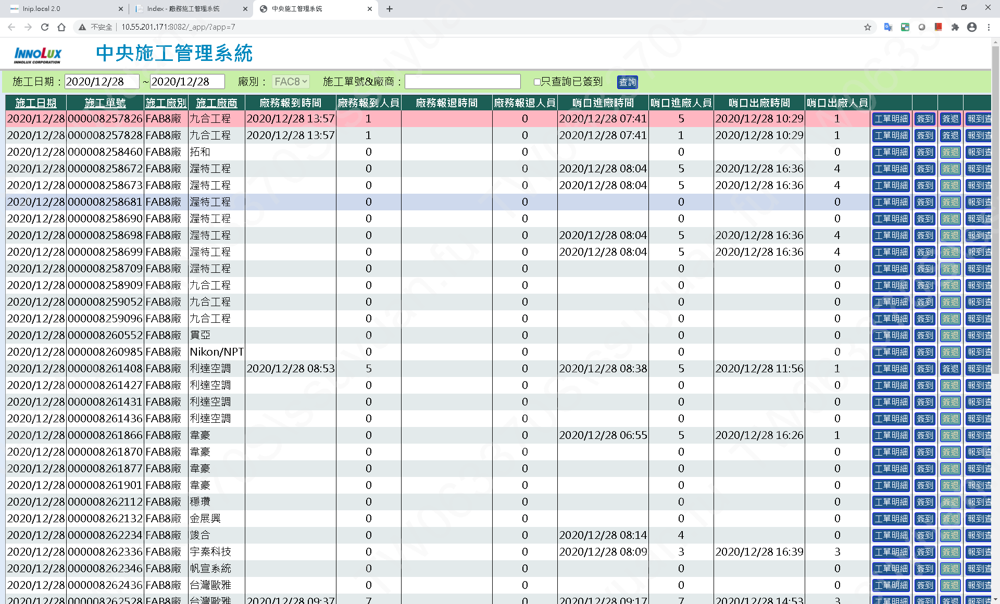 Inip.local 2.0
Index - 廠務施工管理系統
中央施工管理系統
不安全 10.55.201.171:8082/_app/?app=7
INNOLUX
INNOLUX CORPORATION
中央施工管理系統
施工日期： 2020/12/28 ~ 2020/12/28 廠別： FAC8 施工單號&廠商： 只查詢已簽到 查詢
施工日期 施工單號 施工廠別 施工廠商 廠務報到時間 廠務報到人員 廠務報退時間 廠務報退人員 哨口進廠時間 哨口進廠人員 哨口出廠時間 哨口出廠人員
2020/12/28 000008257826 FAB8廠 九合工程 2020/12/28 13:57 1 0 2020/12/28 07:41 5 2020/12/28 10:29 1 工單明細 簽到 簽退 報到查
2020/12/28 000008257828 FAB8廠 九合工程 2020/12/28 13:57 1 0 2020/12/28 07:41 1 2020/12/28 10:29 1 工單明細 簽到 簽退 報到查
2020/12/28 000008258460 FAB8廠 拓和 0 0 0 0 工單明細 簽到 簽退 報到查
2020/12/28 000008258672 FAB8廠 渥特工程 0 0 2020/12/28 08:04 5 2020/12/28 16:36 4 工單明細 簽到 簽退 報到查
2020/12/28 000008258673 FAB8廠 渥特工程 0 0 2020/12/28 08:04 5 2020/12/28 16:36 4 工單明細 簽到 簽退 報到查
2020/12/28 000008258681 FAB8廠 渥特工程 0 0 0 0 工單明細 簽到 簽退 報到查
2020/12/28 000008258690 FAB8廠 渥特工程 0 0 0 0 工單明細 簽到 簽退 報到查
2020/12/28 000008258698 FAB8廠 渥特工程 0 0 2020/12/28 08:04 5 2020/12/28 16:36 4 工單明細 簽到 簽退 報到查
2020/12/28 000008258699 FAB8廠 渥特工程 0 0 2020/12/28 08:04 5 2020/12/28 16:36 4 工單明細 簽到 簽退 報到查
2020/12/28 000008258709 FAB8廠 渥特工程 0 0 0 0 工單明細 簽到 簽退 報到查
2020/12/28 000008258909 FAB8廠 九合工程 0 0 0 0 工單明細 簽到 簽退 報到查
2020/12/28 000008259052 FAB8廠 九合工程 0 0 0 0 工單明細 簽到 簽退 報到查
2020/12/28 000008259096 FAB8廠 九合工程 0 0 0 0 工單明細 簽到 簽退 報到查
2020/12/28 000008260552 FAB8廠 貫亞 0 0 0 0 工單明細 簽到 簽退 報到查
2020/12/28 000008260985 FAB8廠 Nikon/NPT 0 0 0 0 工單明細 簽到 簽退 報到查
2020/12/28 000008261408 FAB8廠 利達空調 2020/12/28 08:53 5 0 2020/12/28 08:38 5 2020/12/28 11:56 1 工單明細 簽到 簽退 報到查
2020/12/28 000008261427 FAB8廠 利達空調 0 0 0 0 工單明細 簽到 簽退 報到查
2020/12/28 000008261431 FAB8廠 利達空調 0 0 0 0 工單明細 簽到 簽退 報到查
2020/12/28 000008261436 FAB8廠 利達空調 0 0 0 0 工單明細 簽到 簽退 報到查
2020/12/28 000008261866 FAB8廠 韋豪 0 0 2020/12/28 06:55 5 2020/12/28 16:26 1 工單明細 簽到 簽退 報到查
2020/12/28 000008261870 FAB8廠 韋豪 0 0 0 0 工單明細 簽到 簽退 報到查
2020/12/28 000008261877 FAB8廠 韋豪 0 0 0 0 工單明細 簽到 簽退 報到查
2020/12/28 000008261901 FAB8廠 韋豪 0 0 0 0 工單明細 簽到 簽退 報到查
2020/12/28 000008262112 FAB8廠 穩瓚 0 0 0 0 工單明細 簽到 簽退 報到查
2020/12/28 000008262132 FAB8廠 金展興 0 0 0 0 工單明細 簽到 簽退 報到查
2020/12/28 000008262234 FAB8廠 竣合 0 0 2020/12/28 08:14 4 0 工單明細 簽到 簽退 報到查
2020/12/28 000008262336 FAB8廠 宇秦科技 0 0 2020/12/28 08:09 3 2020/12/28 16:39 3 工單明細 簽到 簽退 報到查
2020/12/28 000008262346 FAB8廠 帆宣系統 0 0 0 0 工單明細 簽到 簽退 報到查
2020/12/28 000008262436 FAB8廠 台灣歐雅 0 0 0 0 工單明細 簽到 簽退 報到查
2020/12/28 000008262528 FAB8廠 台灣歐雅 2020/12/28 09:37 7 0 2020/12/28 09:17 7 2020/12/28 14:53 3 工單明細 簽到 簽退 報到查